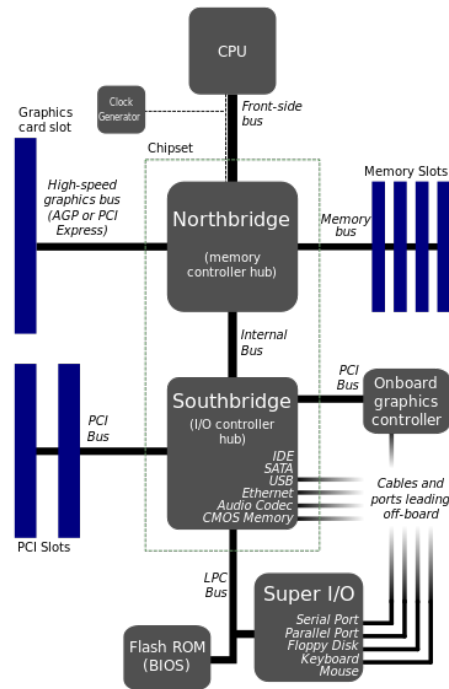 CPU
Clock
Generator
Front-side
bus
Graphics
card slot
Chipset
High-speed
graphics bus
(AGP or PCI
Express)
Northbridge
(memory
controller hub)
Memory
bus
Memory Slots
Internal
Bus
PCI
Bus
Southbridge
(I/O controller
hub)
PCI
Bus
Onboard
graphics
controller
IDE
SATA
USB
Ethernet
Audio Codec
CMOS Memory
Cables and
ports leading
off-board
PCI Slots
LPC
Bus
Super I/O
Serial Port
Parallel Port
Floppy Disk
Keyboard
Mouse
Flash ROM
(BIOS)